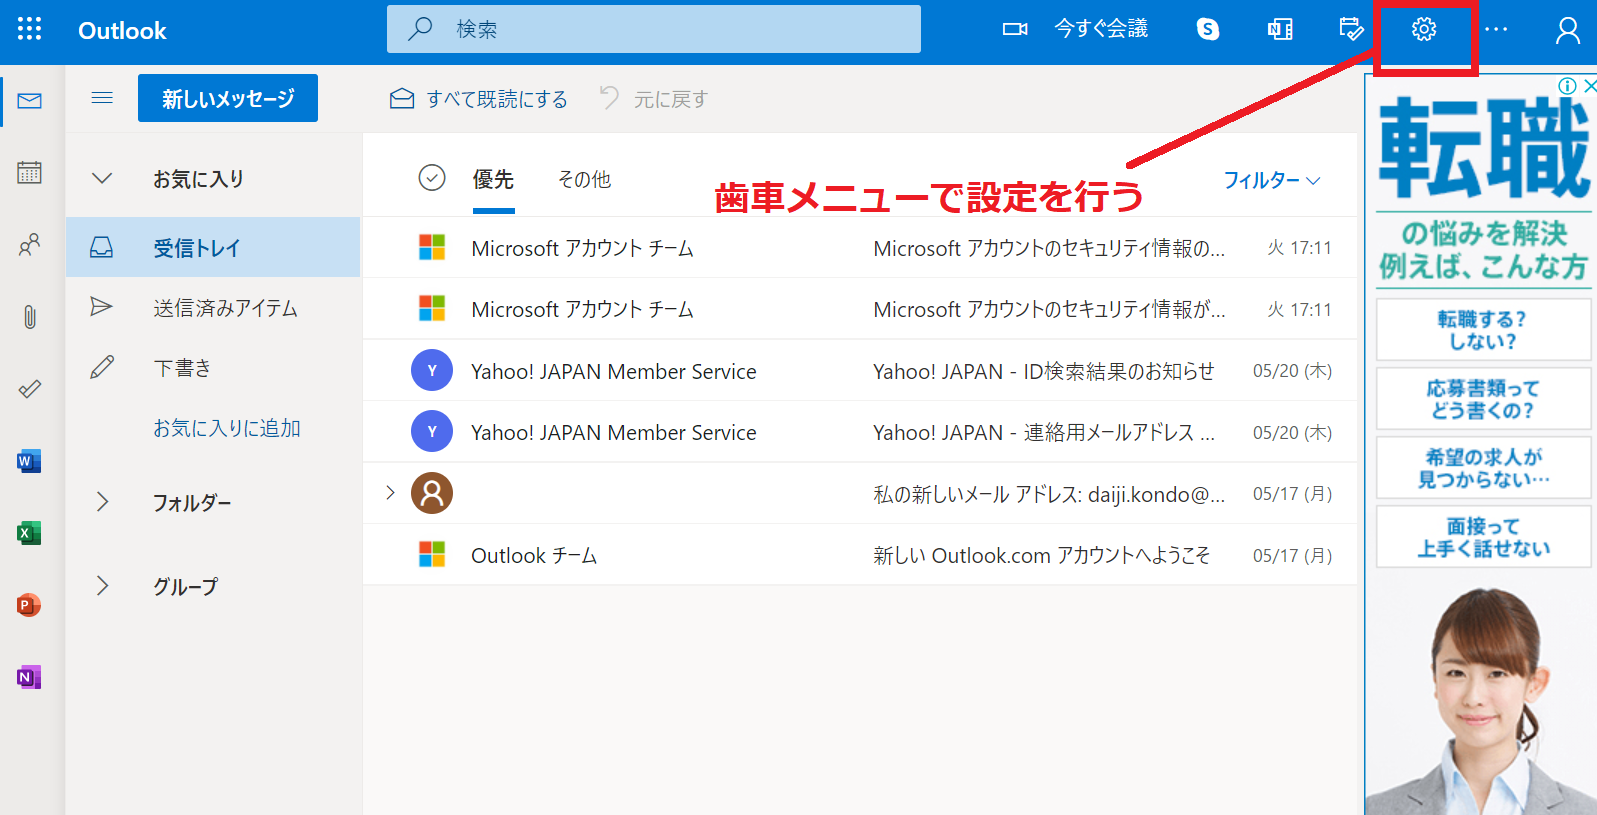 Outlook
検索
今すぐ会議
新しいメッセージ
すべて既読にする
元に戻す
お気に入り
受信トレイ
送信済みアイテム
下書き
お気に入りに追加
フォルダー
グループ
優先
その他
フィルター
歯車メニューで設定を行う
Microsoft アカウント チーム
Microsoft アカウントのセキュリティ情報の...
火 17:11
Microsoft アカウント チーム
Microsoft アカウントのセキュリティ情報が...
火 17:11
Y
Yahoo! JAPAN Member Service
Yahoo! JAPAN - ID検索結果のお知らせ
05/20 (木)
Y
Yahoo! JAPAN Member Service
Yahoo! JAPAN - 連絡用メールアドレス ...
05/20 (木)
私の新しいメール アドレス: daiji.kondo@...
05/17 (月)
Outlook チーム
新しい Outlook.com アカウントへようこそ
05/17 (月)
転職
の悩みを解決
例えば、こんな方
転職する?
しない?
応募書類って
どう書くの?
希望の求人が
見つからない…
面接って
上手く話せない
W
X
P
N
N
S